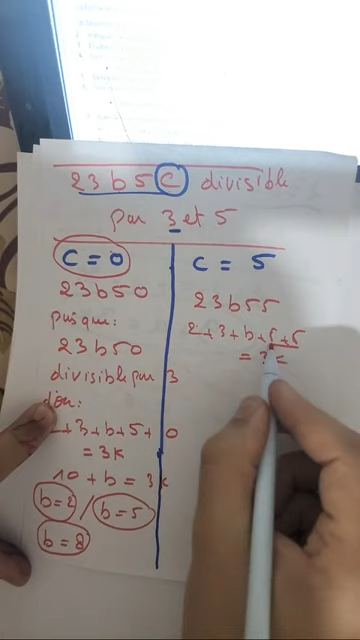 23b5C divisible
par 3 et 5
C = 0
23b50
puisque:
23b50
divisible par 3
donc:
+3+b+5+0
= 3k
10 + b = 3k
b=2 / b=5
b=8
C = 5
23b55
2+3+b+5+5
= 3k